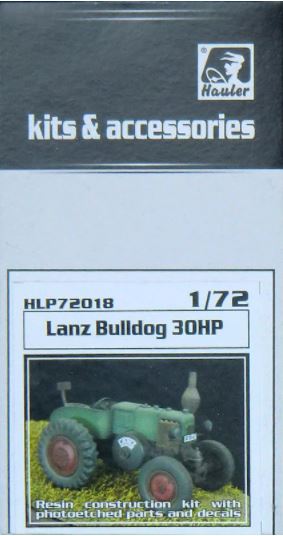 Hauler
kits & accessories
HLP72018 1/72
Lanz Bulldog 30HP
Resin construction kit with
photoetched parts and decals